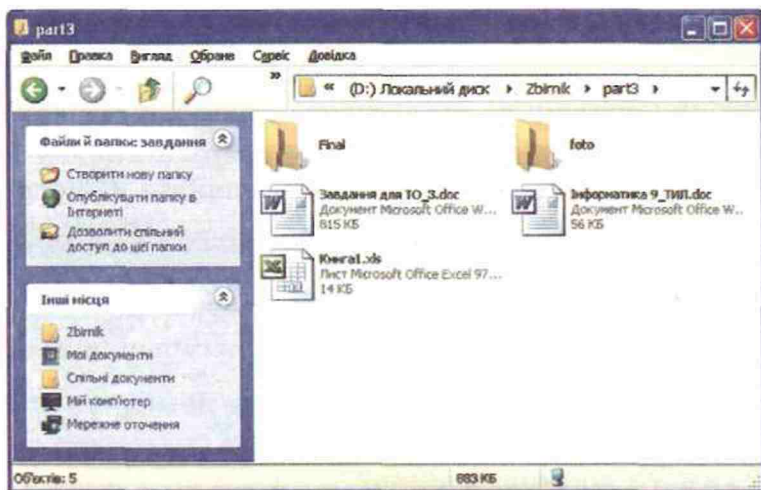 part3
Файл Правка Вигляд Обране Сервіс Довідка
» « (D:) Локальний диск Zbirnik part3
Файли й папки: завдання
Створити нову папку
Опублікувати папку в
Інтернеті
Дозволити спільний
доступ до цієї папки
Інші місця
Zbirnik
Мої документи
Спільні документи
Мій комп'ютер
Мережне оточення
Final
foto
Завдання для ТО_3.doc
Документ Microsoft Office W...
815 КБ
Інформатика 9_ТИЛ.doc
Документ Microsoft Office W...
56 КБ
Книга1.xls
Лист Microsoft Office Excel 97...
14 КБ
Об'єктів: 5
883 КБ